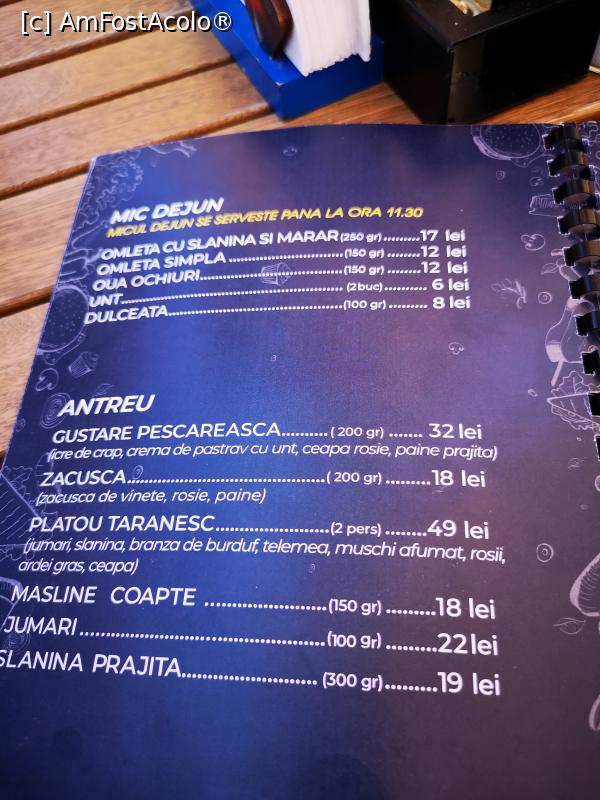 [c] AmFostAcolo®
MIC DEJUN
MICUL DEJUN SE SERVESTE PANA LA ORA 11.30
OMLETA CU SLANINA SI MARAR (250 gr) ......... 17 lei
OMLETA SIMPLA ............................ (150 gr) .......... 12 lei
OUA OCHIURI.................................. (150 gr) .......... 12 lei
UNT...................................................... (2buc) .......... 6 lei
DULCEATA.......................................... (100 gr) .......... 8 lei
ANTREU
GUSTARE PESCAREASCA.......... ( 200 gr) ....... 32 lei
(icre de crap, crema de pastrav cu unt, ceapa rosie, paine prajita)
ZACUSCA............................................ ( 200 gr) .........18 lei
(zacusca de vinete, rosie, paine)
PLATOU TARANESC......................... (2 pers) ........49 lei
(jumari, slanina, branza de burduf, telemea, muschi afumat, rosii,
ardei gras, ceapa)
MASLINE COAPTE ........................... (150 gr) ..........18 lei
JUMARI ...................................................... (100 gr) ..........22 lei
SLANINA PRAJITA............................. (300 gr)..........19 lei